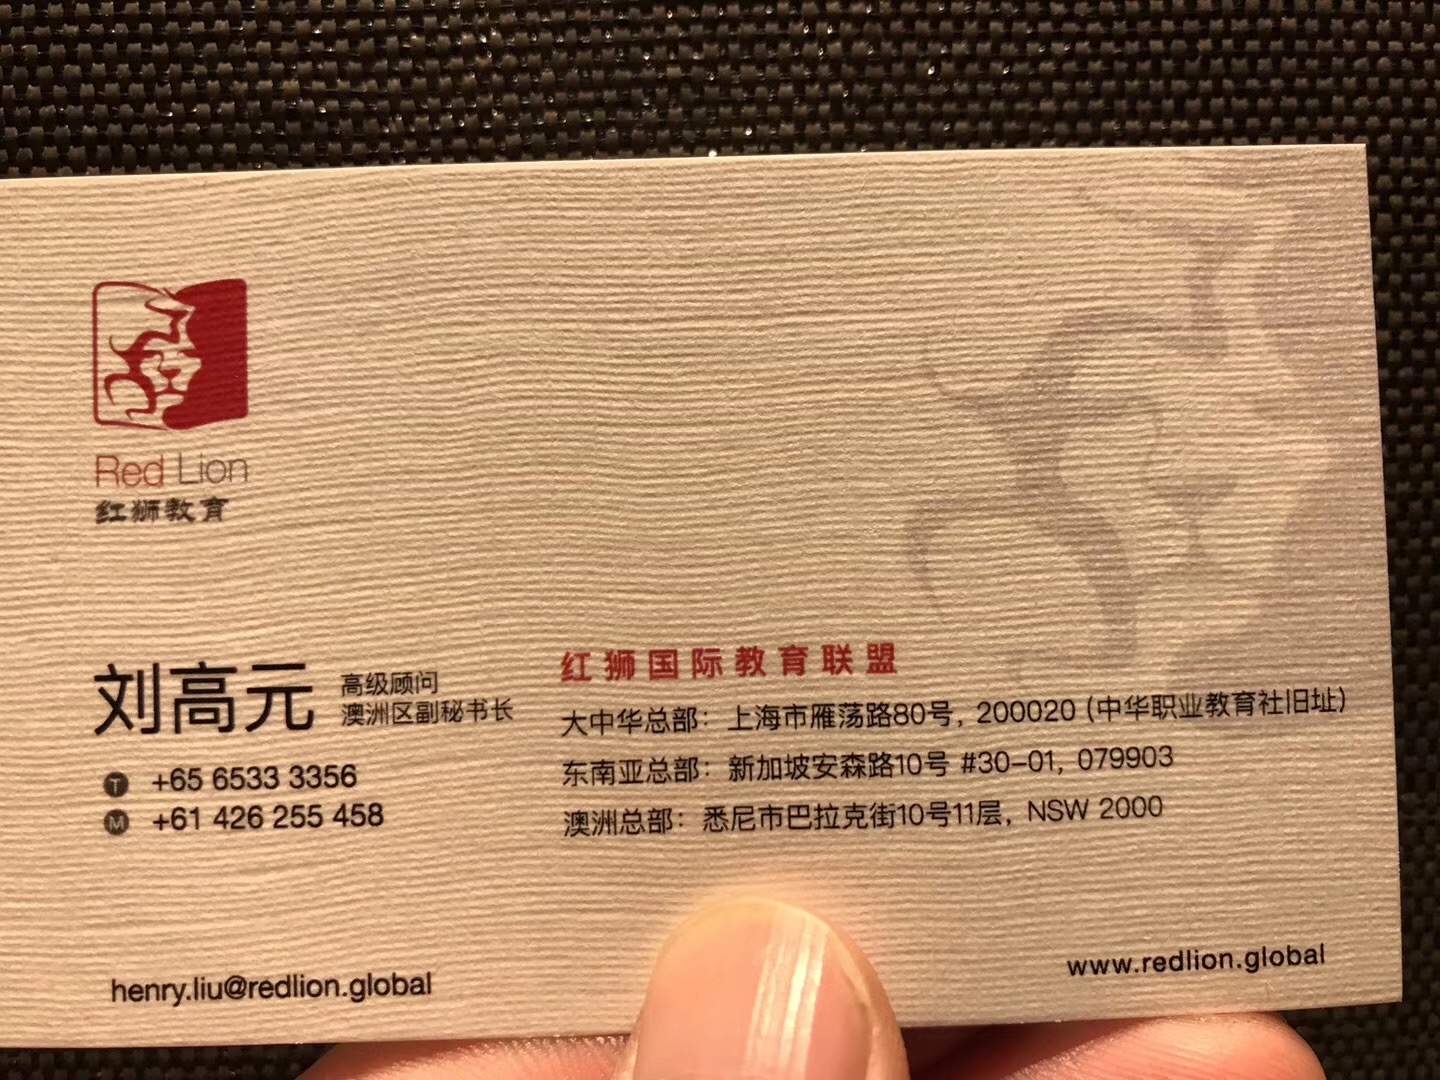 Red Lion
红狮教育
刘高元
高级顾问
澳洲区副秘书长
T +65 6533 3356
M +61 426 255 458
henry.liu@redlion.global
红狮国际教育联盟
大中华总部：上海市雁荡路80号, 200020 (中华职业教育社旧址)
东南亚总部：新加坡安森路10号 #30-01, 079903
澳洲总部：悉尼市巴拉克街10号11层, NSW 2000
www.redlion.global